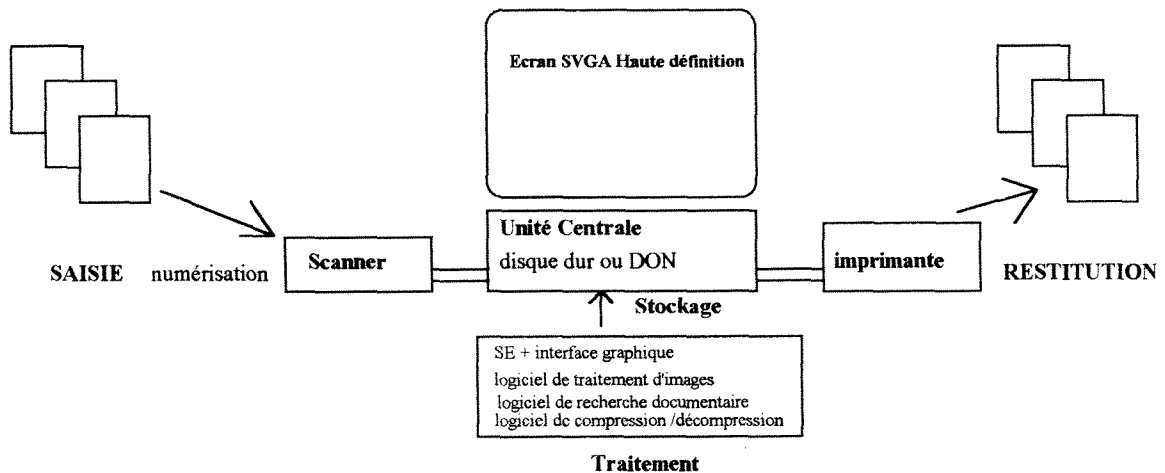 Ecran SVGA Haute définition
SAISIE numérisation
Scanner
Unité Centrale
disque dur ou DON
imprimante
RESTITUTION
Stockage
SE + interface graphique
logiciel de traitement d'images
logiciel de recherche documentaire
logiciel de compression /décompression
Traitement